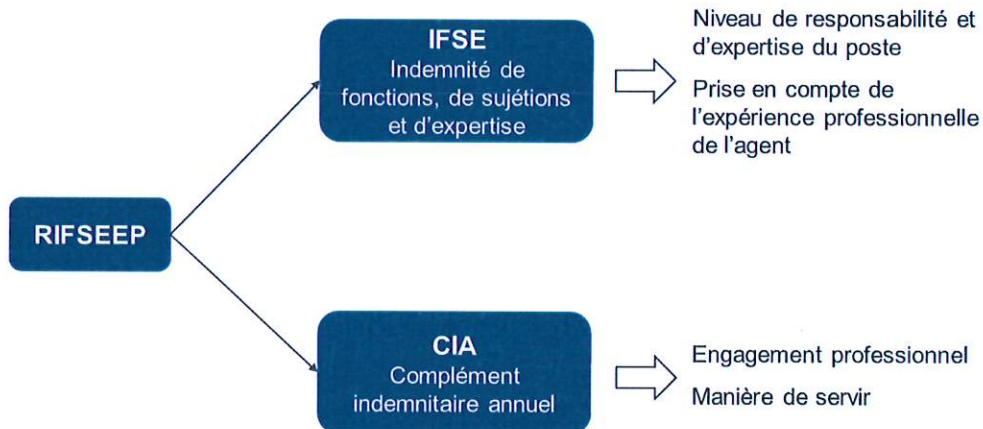 RIFSEEP
IFSE
Indemnité de
fonctions, de sujétions
et d'expertise
Niveau de responsabilité et
d'expertise du poste
Prise en compte de
l'expérience professionnelle
de l'agent
CIA
Complément
indemnitaire annuel
Engagement professionnel
Manière de servir